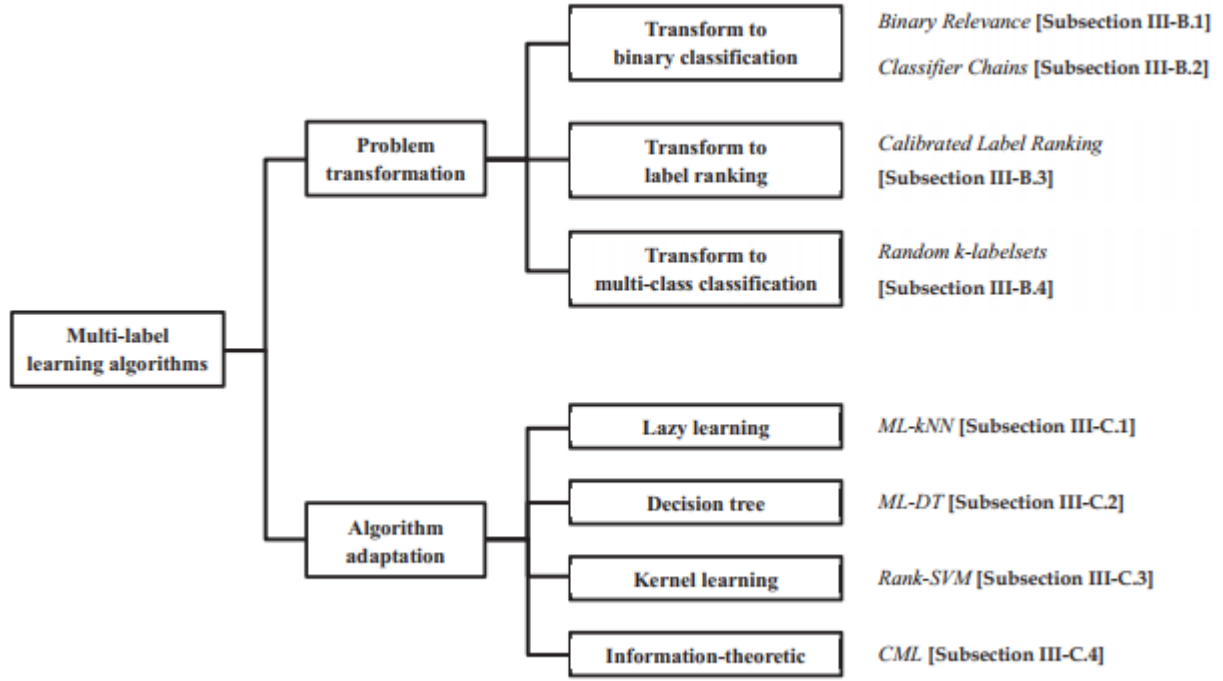 Transform to
binary classification
Binary Relevance [Subsection III-B.1]
Classifier Chains [Subsection III-B.2]
Problem
transformation
Transform to
label ranking
Calibrated Label Ranking
[Subsection III-B.3]
Transform to
multi-class classification
Random k-labelsets
[Subsection III-B.4]
Multi-label
learning algorithms
Lazy learning
ML-kNN [Subsection III-C.1]
Decision tree
ML-DT [Subsection III-C.2]
Algorithm
adaptation
Kernel learning
Rank-SVM [Subsection III-C.3]
Information-theoretic
CML [Subsection III-C.4]